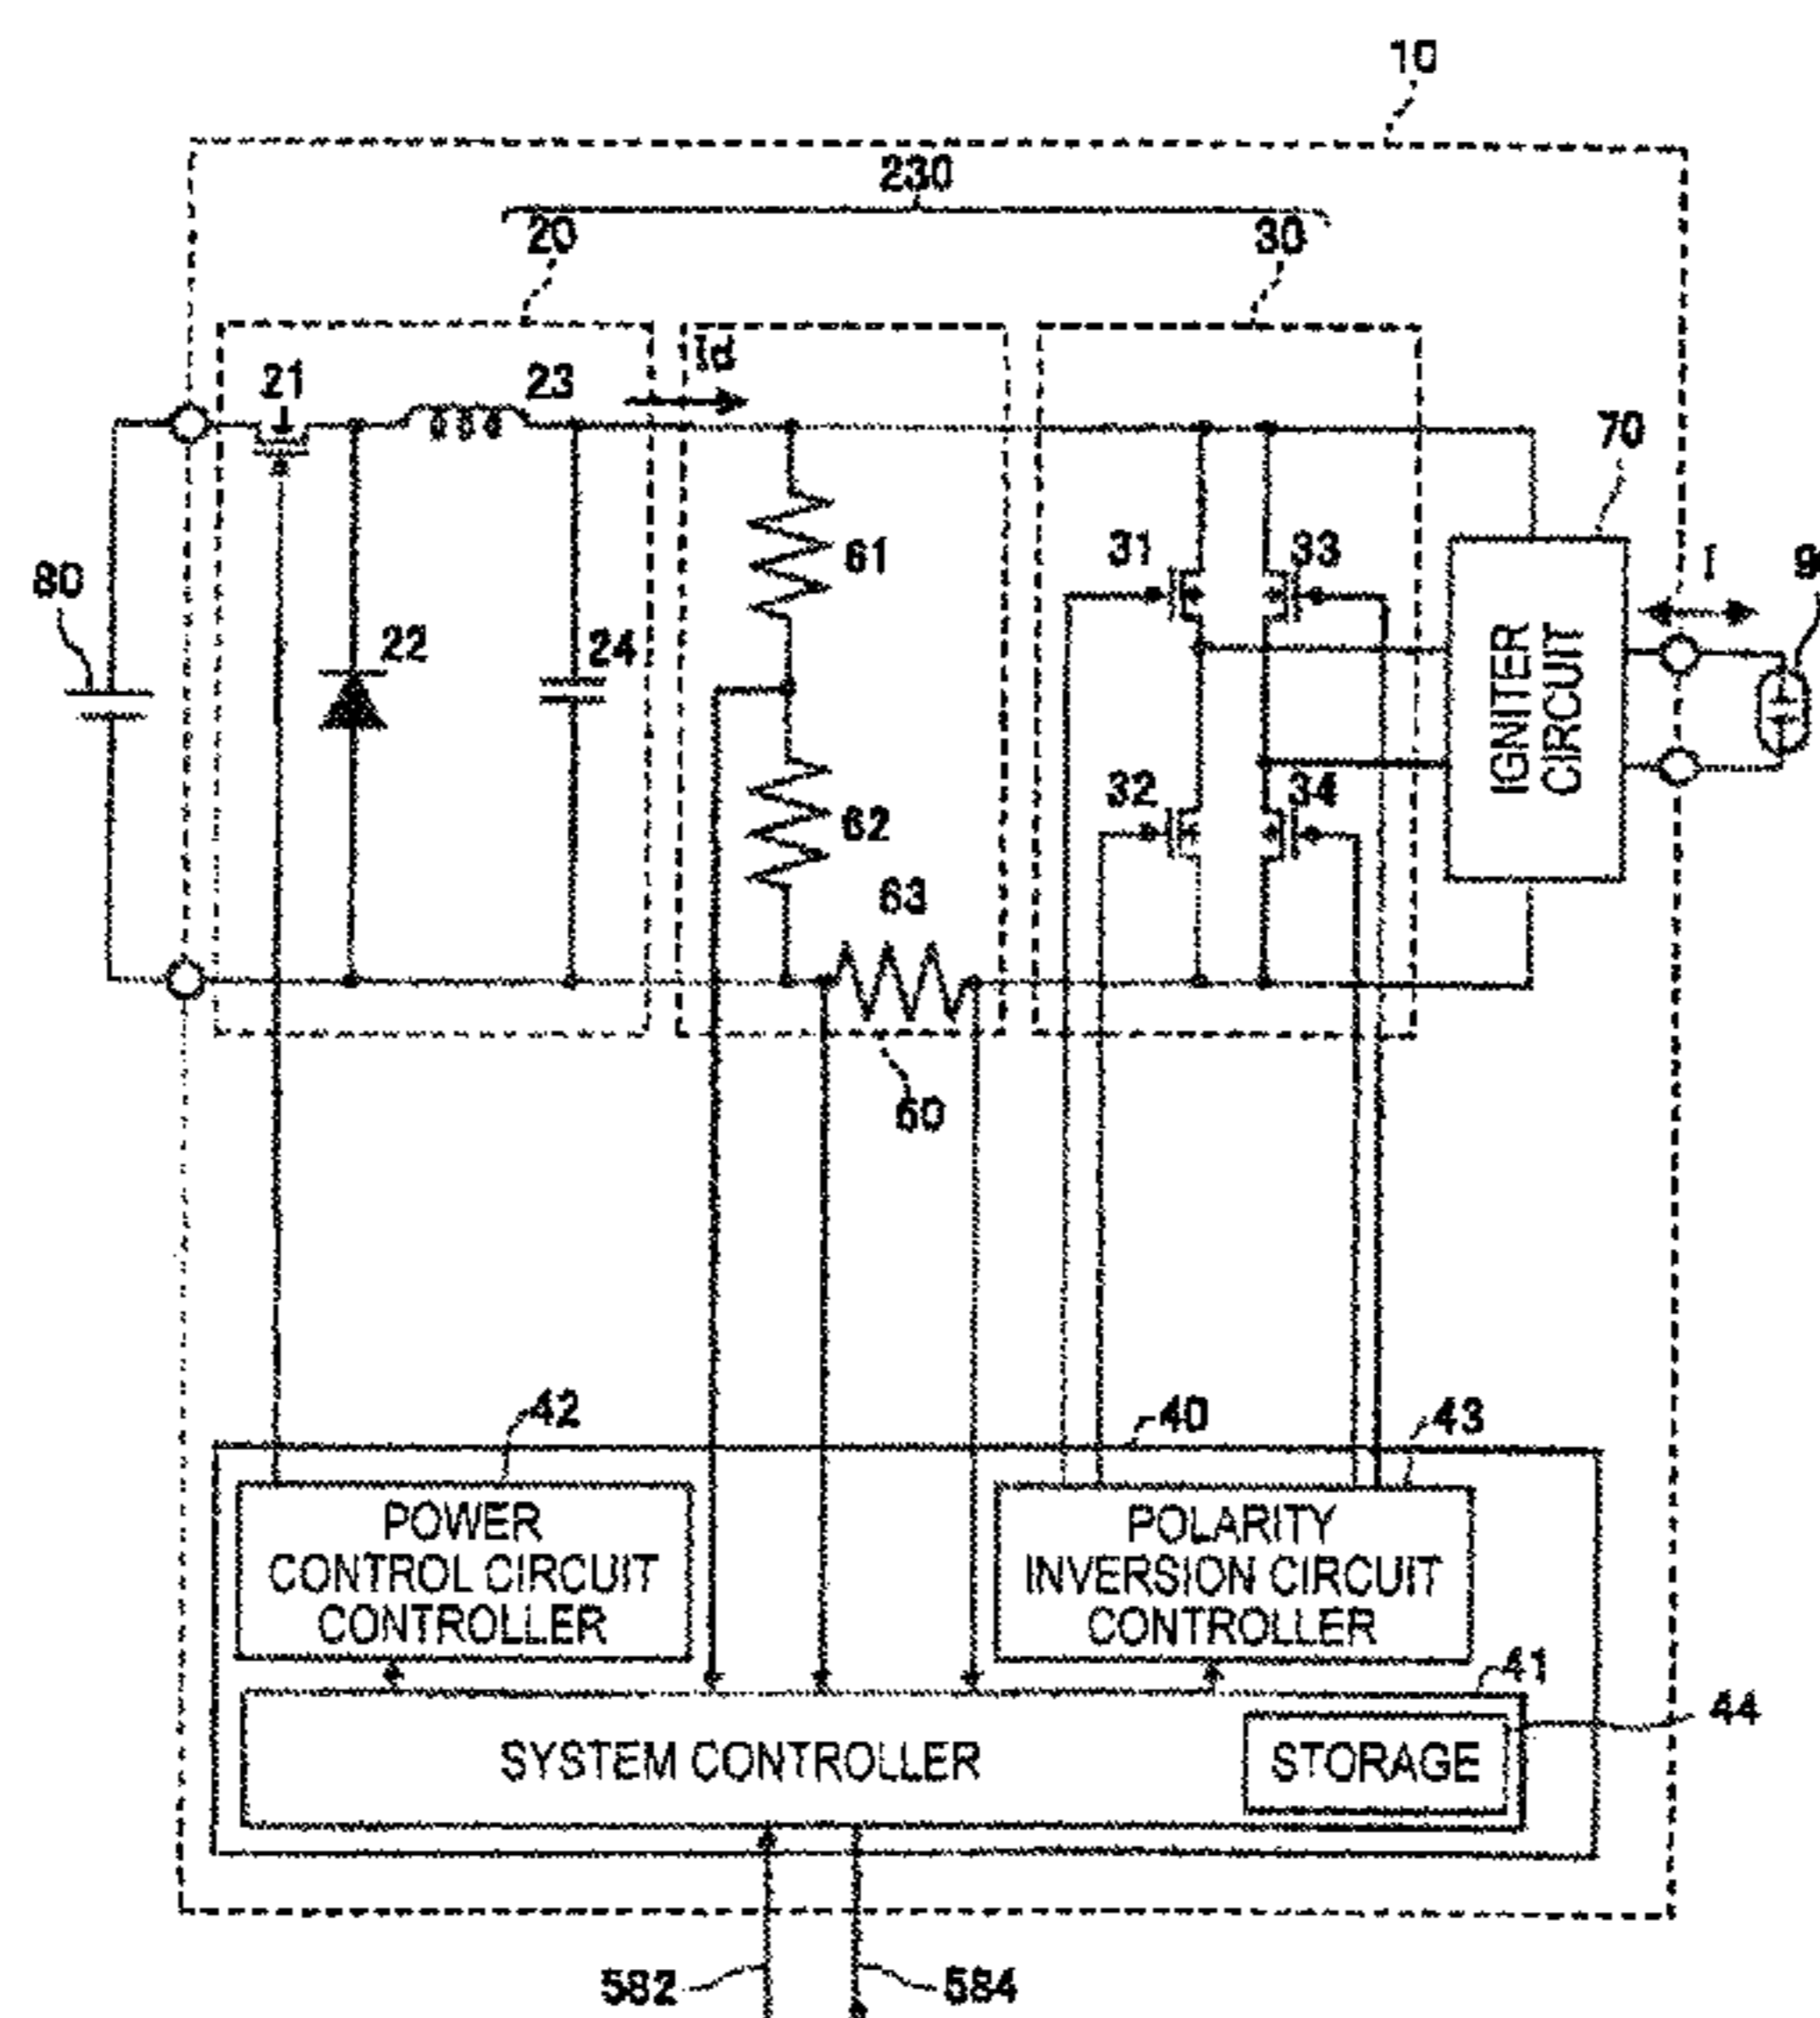 10
230
20
30
Id
21
23
70
31
33
I
9
80
61
22
24
IGNITER
CIRCUIT
32
34
62
63
60
42
40
43
POWER
CONTROL CIRCUIT
CONTROLLER
POLARITY
INVERSION CIRCUIT
CONTROLLER
41
44
SYSTEM CONTROLLER
STORAGE
582
584